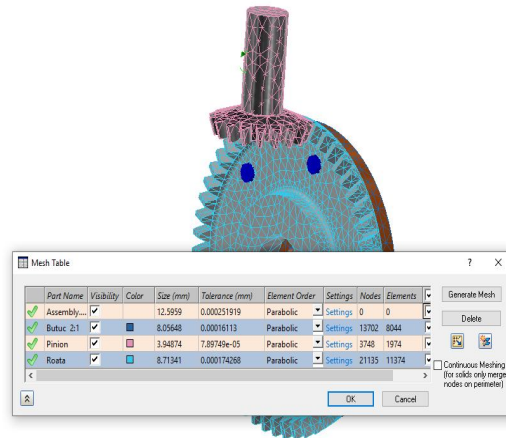 Mesh Table
Part Name Visibility Color Size (mm) Tolerance (mm) Element Order Settings Nodes Elements
Assembly.... 12.5959 0.000251919 Parabolic Settings 0 0
Butuc 2:1 8.05648 0.00016113 Parabolic Settings 13702 8044
Pinion 3.94874 7.89749e-05 Parabolic Settings 3748 1974
Roata 8.71341 0.000174268 Parabolic Settings 21135 11374
Generate Mesh
Delete
Continuous Meshing
(for solids only merge
nodes on perimeter)
OK Cancel